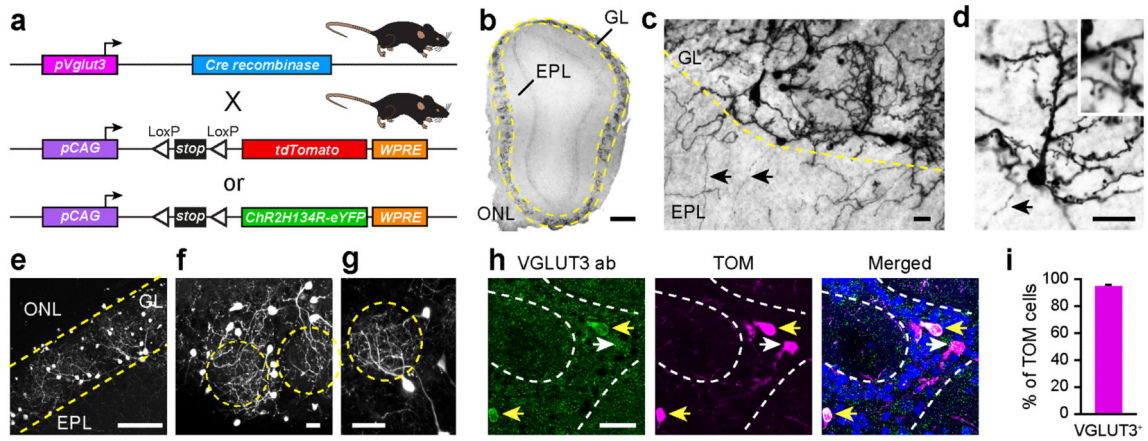 a
pVglut3
Cre recombinase
X
LoxP LoxP
pCAG
stop
tdTomato
WPRE
or
pCAG
stop
ChR2H134R-eYFP
WPRE
b
GL
EPL
ONL
c
GL
EPL
d
e
ONL
GL
EPL
f
g
h
VGLUT3 ab
TOM
Merged
i
% of TOM cells
100
80
60
40
20
0
VGLUT3+